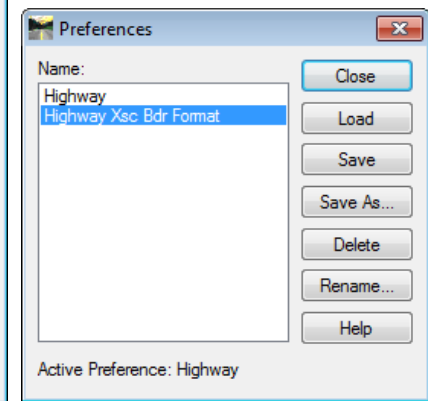 Preferences
Name:
Highway
Highway Xsc Bdr Format
Close
Load
Save
Save As...
Delete
Rename...
Help
Active Preference: Highway